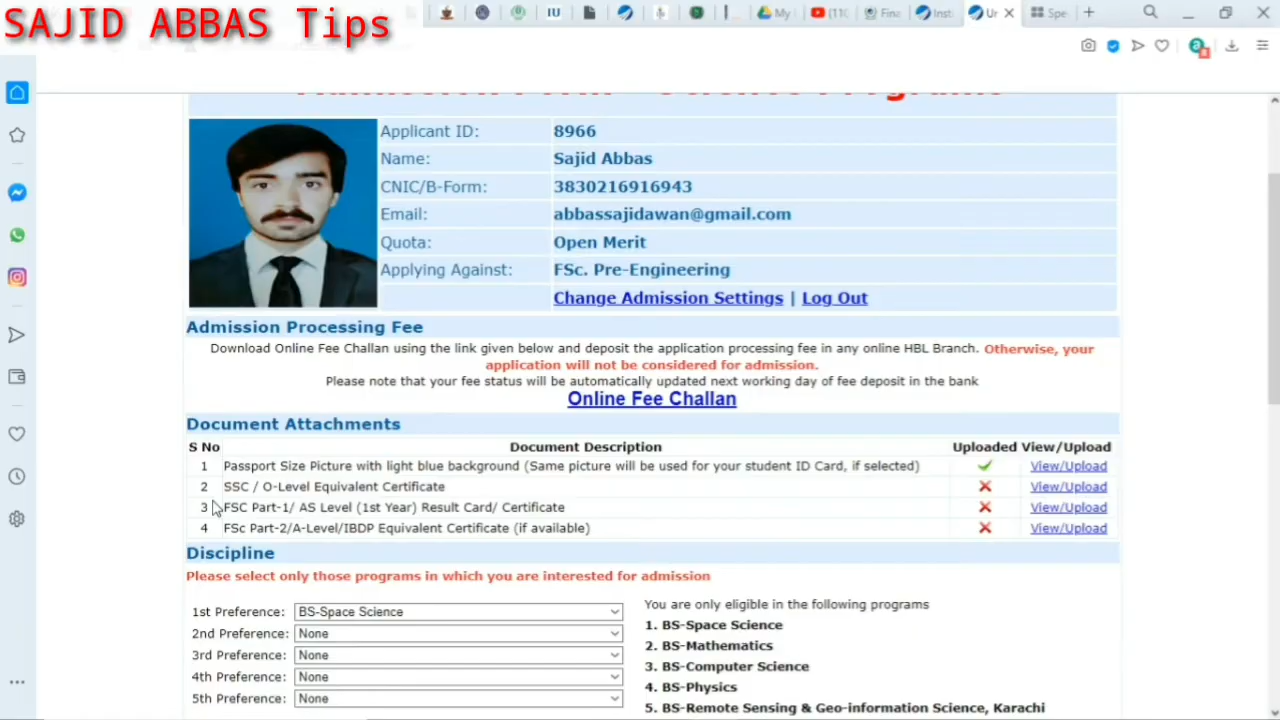 SAJID ABBAS Tips
IU
My
(11(
Fina
Inst
Ur
Spe
Applicant ID: 8966
Name: Sajid Abbas
CNIC/B-Form: 3830216916943
Email: abbassajidawan@gmail.com
Quota: Open Merit
Applying Against: FSc. Pre-Engineering
Change Admission Settings | Log Out
Admission Processing Fee
Download Online Fee Challan using the link given below and deposit the application processing fee in any online HBL Branch. Otherwise, your
application will not be considered for admission.
Please note that your fee status will be automatically updated next working day of fee deposit in the bank
Online Fee Challan
Document Attachments
S No Document Description Uploaded View/Upload
1 Passport Size Picture with light blue background (Same picture will be used for your student ID Card, if selected) View/Upload
2 SSC / O-Level Equivalent Certificate View/Upload
3 FSC Part-1/ AS Level (1st Year) Result Card/ Certificate View/Upload
4 FSc Part-2/A-Level/IBDP Equivalent Certificate (if available) View/Upload
Discipline
Please select only those programs in which you are interested for admission
1st Preference: BS-Space Science
2nd Preference: None
3rd Preference: None
4th Preference: None
5th Preference: None
You are only eligible in the following programs
1. BS-Space Science
2. BS-Mathematics
3. BS-Computer Science
4. BS-Physics
5. BS-Remote Sensing & Geo-information Science, Karachi